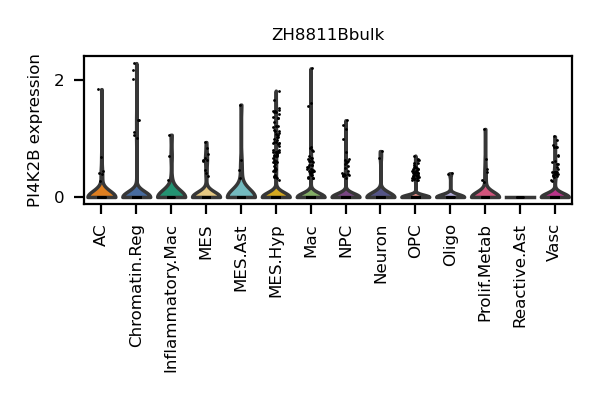 ZH8811Bbulk
PI4K2B expression
2
0
AC
Chromatin.Reg
Inflammatory.Mac
MES
MES.Ast
MES.Hyp
Mac
NPC
Neuron
OPC
Oligo
Prolif.Metab
Reactive.Ast
Vasc